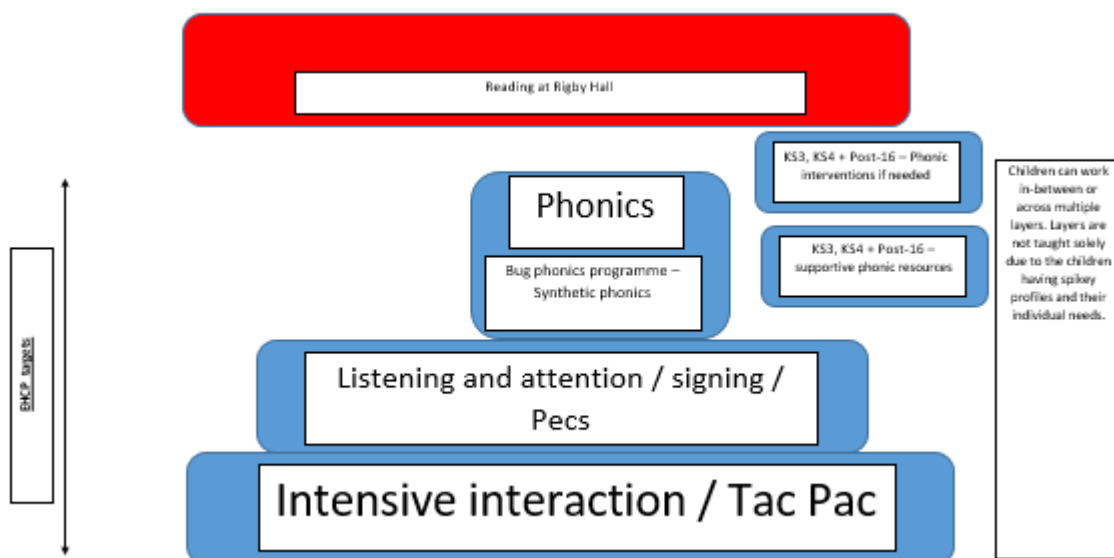 Reading at Rigby Hall
KS3, KS4 + Post-16 – Phonic
interventions if needed
Phonics
Bug phonics programme –
Synthetic phonics
KS3, KS4 + Post-16 –
supportive phonic resources
Children can work
in-between or
across multiple
layers. Layers are
not taught solely
due to the children
having spikey
profiles and their
individual needs.
EHCP targets
Listening and attention / signing /
Pecs
Intensive interaction / Tac Pac